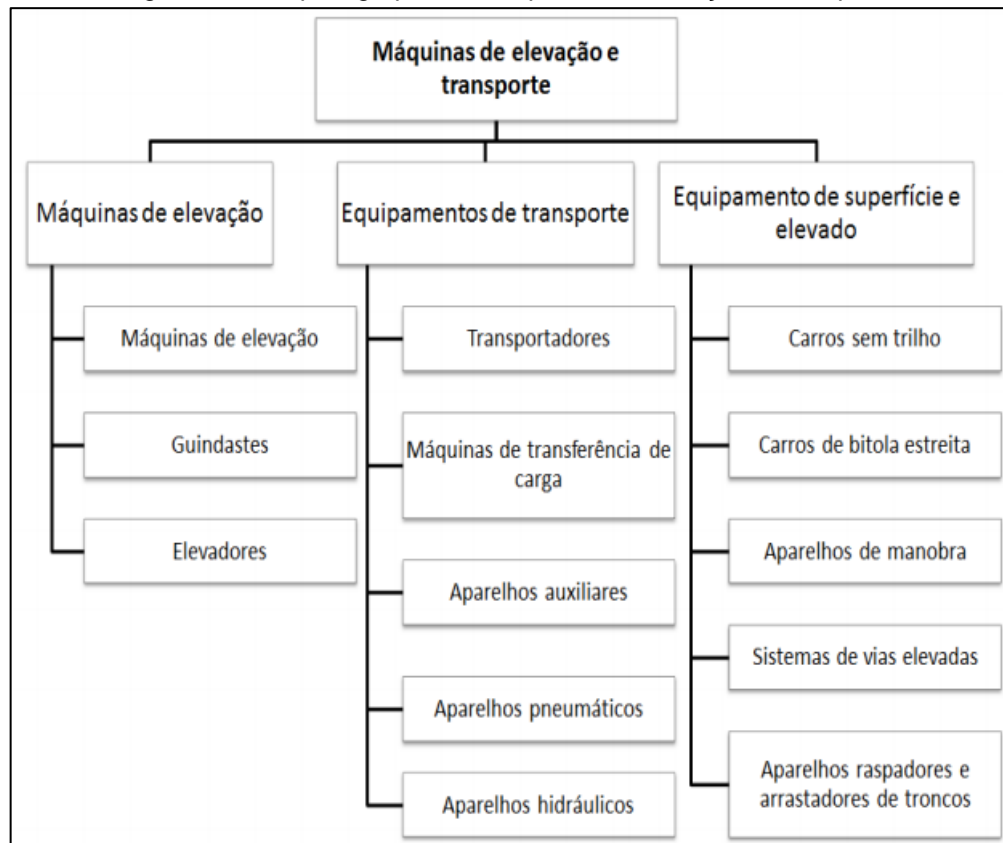 Máquinas de elevação e
transporte
Máquinas de elevação
Máquinas de elevação
Guindastes
Elevadores
Equipamentos de transporte
Transportadores
Máquinas de transferência de
carga
Aparelhos auxiliares
Aparelhos pneumáticos
Aparelhos hidráulicos
Equipamento de superfície e
elevado
Carros sem trilho
Carros de bitola estreita
Aparelhos de manobra
Sistemas de vias elevadas
Aparelhos raspadores e
arrastadores de troncos